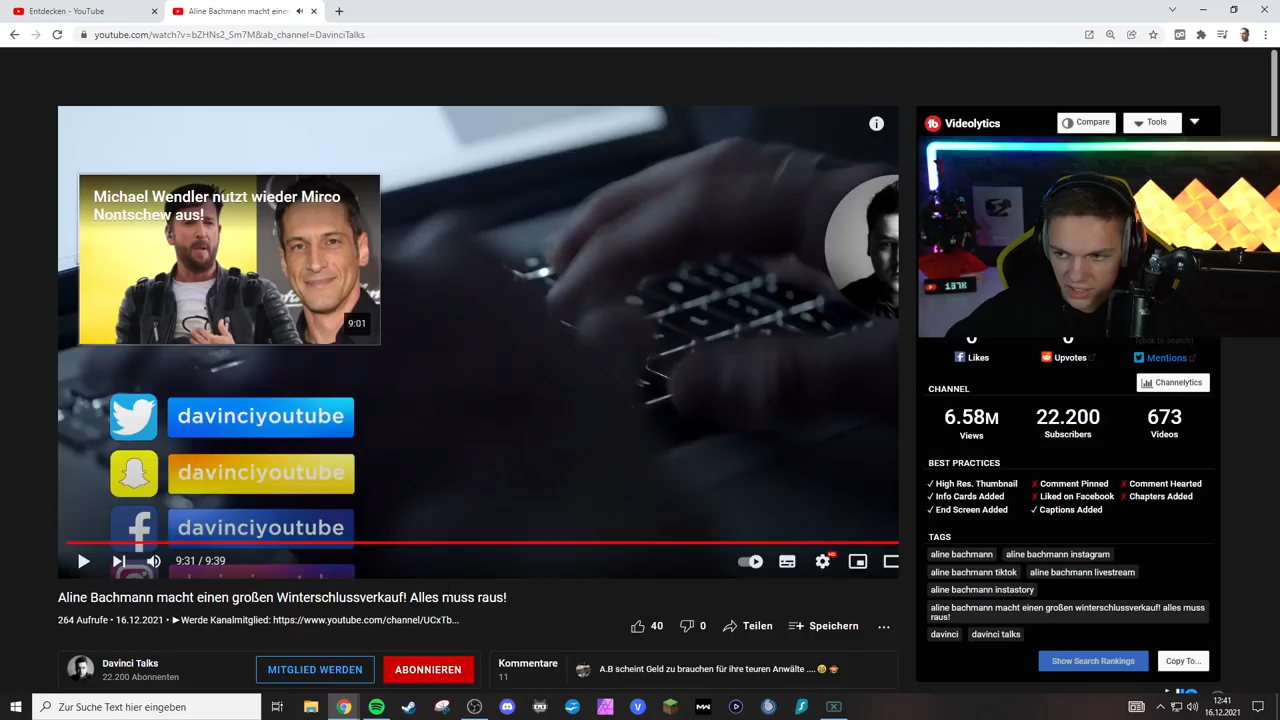 Entdecken - YouTube
Aline Bachmann macht einen
youtube.com/watch?v=bZHNs2_Sm7M&ab_channel=DavinciTalks
Michael Wendler nutzt wieder Mirco
Nontschew aus!
9:01
davinciyoutube
davinciyoutube
davinciyoutube
9:31 / 9:39
HD
Aline Bachmann macht einen großen Winterschlussverkauf! Alles muss raus!
264 Aufrufe • 16.12.2021 • ►Werde Kanalmitglied: https://www.youtube.com/channel/UCxTb...
40
0
Teilen
Speichern
Davinci Talks
22.200 Abonnenten
MITGLIED WERDEN
ABONNIEREN
Kommentare
11
A.B scheint Geld zu brauchen für ihre teuren Anwälte ....
Videolytics
Compare
Tools
137K
(click to search)
Likes
Upvotes
Mentions
CHANNEL
Channelytics
6.58M
22.200
673
Views
Subscribers
Videos
BEST PRACTICES
✓ High Res. Thumbnail
✗ Comment Pinned
✗ Comment Hearted
✓ Info Cards Added
✗ Liked on Facebook
✗ Chapters Added
✓ End Screen Added
✓ Captions Added
TAGS
aline bachmann
aline bachmann instagram
aline bachmann tiktok
aline bachmann livestream
aline bachmann instastory
aline bachmann macht einen großen winterschlussverkauf! alles muss
raus!
davinci
davinci talks
Show Search Rankings
Copy To...
Zur Suche Text hier eingeben
12:41
16.12.2021